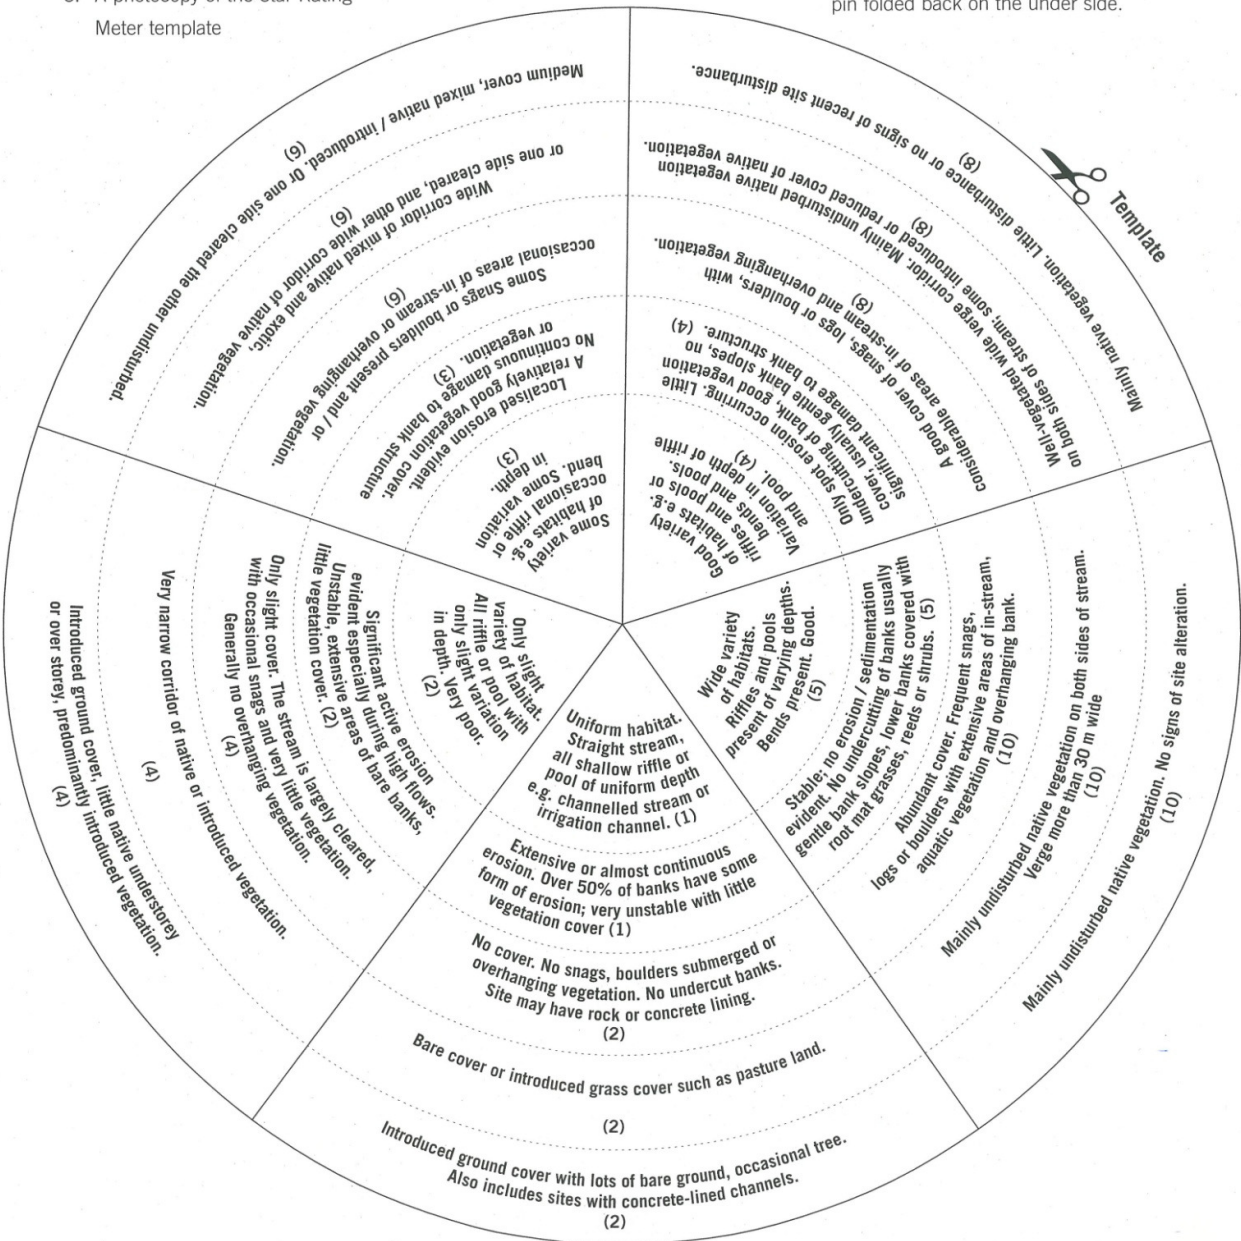 3. A photocopy of the Star Rating
Meter template
pin folded back on the under side.
Template
Medium cover, mixed native / introduced. Or one side cleared the other undisturbed.
(6)
Wide corridor of mixed native and exotic,
or one side cleared, and other wide corridor of native vegetation.
(6)
Some Snags or boulders present and / or
occasional areas of in-stream or overhanging vegetation.
(6)
Localised erosion evident.
A relatively good vegetation cover.
No continuous damage to bank structure
or vegetation. (3)
Some variety
of habitats e.g.
occasional riffle or
bend. Some variation
in depth.
(3)
Mainly native vegetation. Little disturbance or no signs of recent site disturbance.
(8)
Well-vegetated wide verge corridor. Mainly undisturbed native vegetation
on both sides of stream; some introduced or reduced cover of native vegetation.
(8)
A good cover of snags, logs or boulders, with
considerable areas of in-stream and overhanging vegetation.
(8)
Only spot erosion occurring. Little.
undercutting of bank, good vegetation
cover, usually gentle bank slopes, no
significant damage to bank structure. (4)
Good variety
of habitats e.g.
riffles and pools or
bends and pools.
Variation in depth of riffle
and pool. (4)
Wide variety
of habitats.
Riffles and pools
present of varying depths.
Bends present. Good.
(5)
Stable; no erosion / sedimentation
evident. No undercutting of banks usually
gentle bank slopes, lower banks covered with
root mat grasses, reeds or shrubs. (5)
Abundant cover. Frequent snags,
logs or boulders with extensive areas of in-stream,
aquatic vegetation and overhanging bank.
(10)
Mainly undisturbed native vegetation on both sides of stream.
Verge more than 30 m wide
(10)
Mainly undisturbed native vegetation. No signs of site alteration.
(10)
Uniform habitat.
Straight stream,
all shallow riffle or
pool of uniform depth
e.g. channelled stream or
irrigation channel. (1)
Extensive or almost continuous
erosion. Over 50% of banks have some
form of erosion; very unstable with little
vegetation cover (1)
No cover. No snags, boulders submerged or
overhanging vegetation. No undercut banks.
Site may have rock or concrete lining.
(2)
Bare cover or introduced grass cover such as pasture land.
(2)
Introduced ground cover with lots of bare ground, occasional tree.
Also includes sites with concrete-lined channels.
(2)
Only slight
variety of habitat.
All riffle or pool with
only slight variation
in depth. Very poor.
(2)
Significant active erosion
evident especially during high flows.
Unstable, extensive areas of bare banks,
little vegetation cover. (2)
Only slight cover. The stream is largely cleared,
with occasional snags and very little vegetation.
Generally no overhanging vegetation.
(4)
Very narrow corridor of native or introduced vegetation.
(4)
Introduced ground cover, little native understorey
or over storey, predominantly introduced vegetation.
(4)